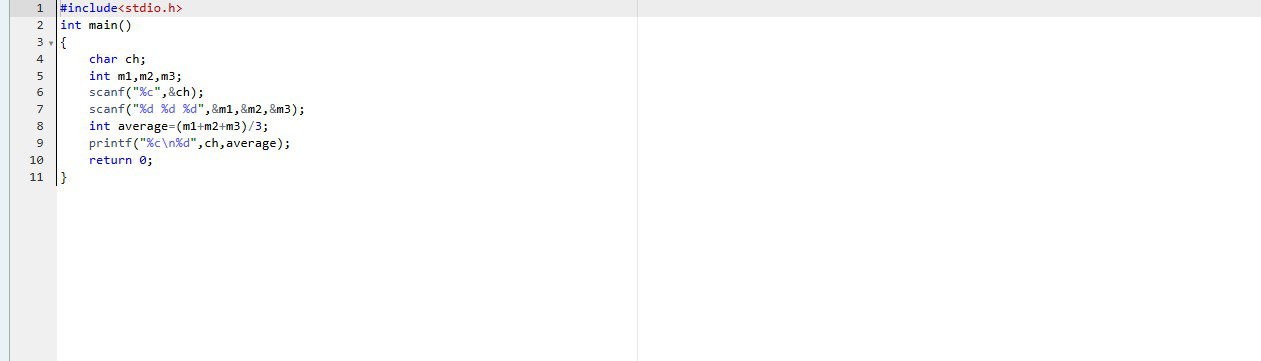 1 #include<stdio.h>
2 int main()
3 {
4     char ch;
5     int m1,m2,m3;
6     scanf("%c",&ch);
7     scanf("%d %d %d",&m1,&m2,&m3);
8     int average=(m1+m2+m3)/3;
9     printf("%c\n%d",ch,average);
10     return 0;
11 }